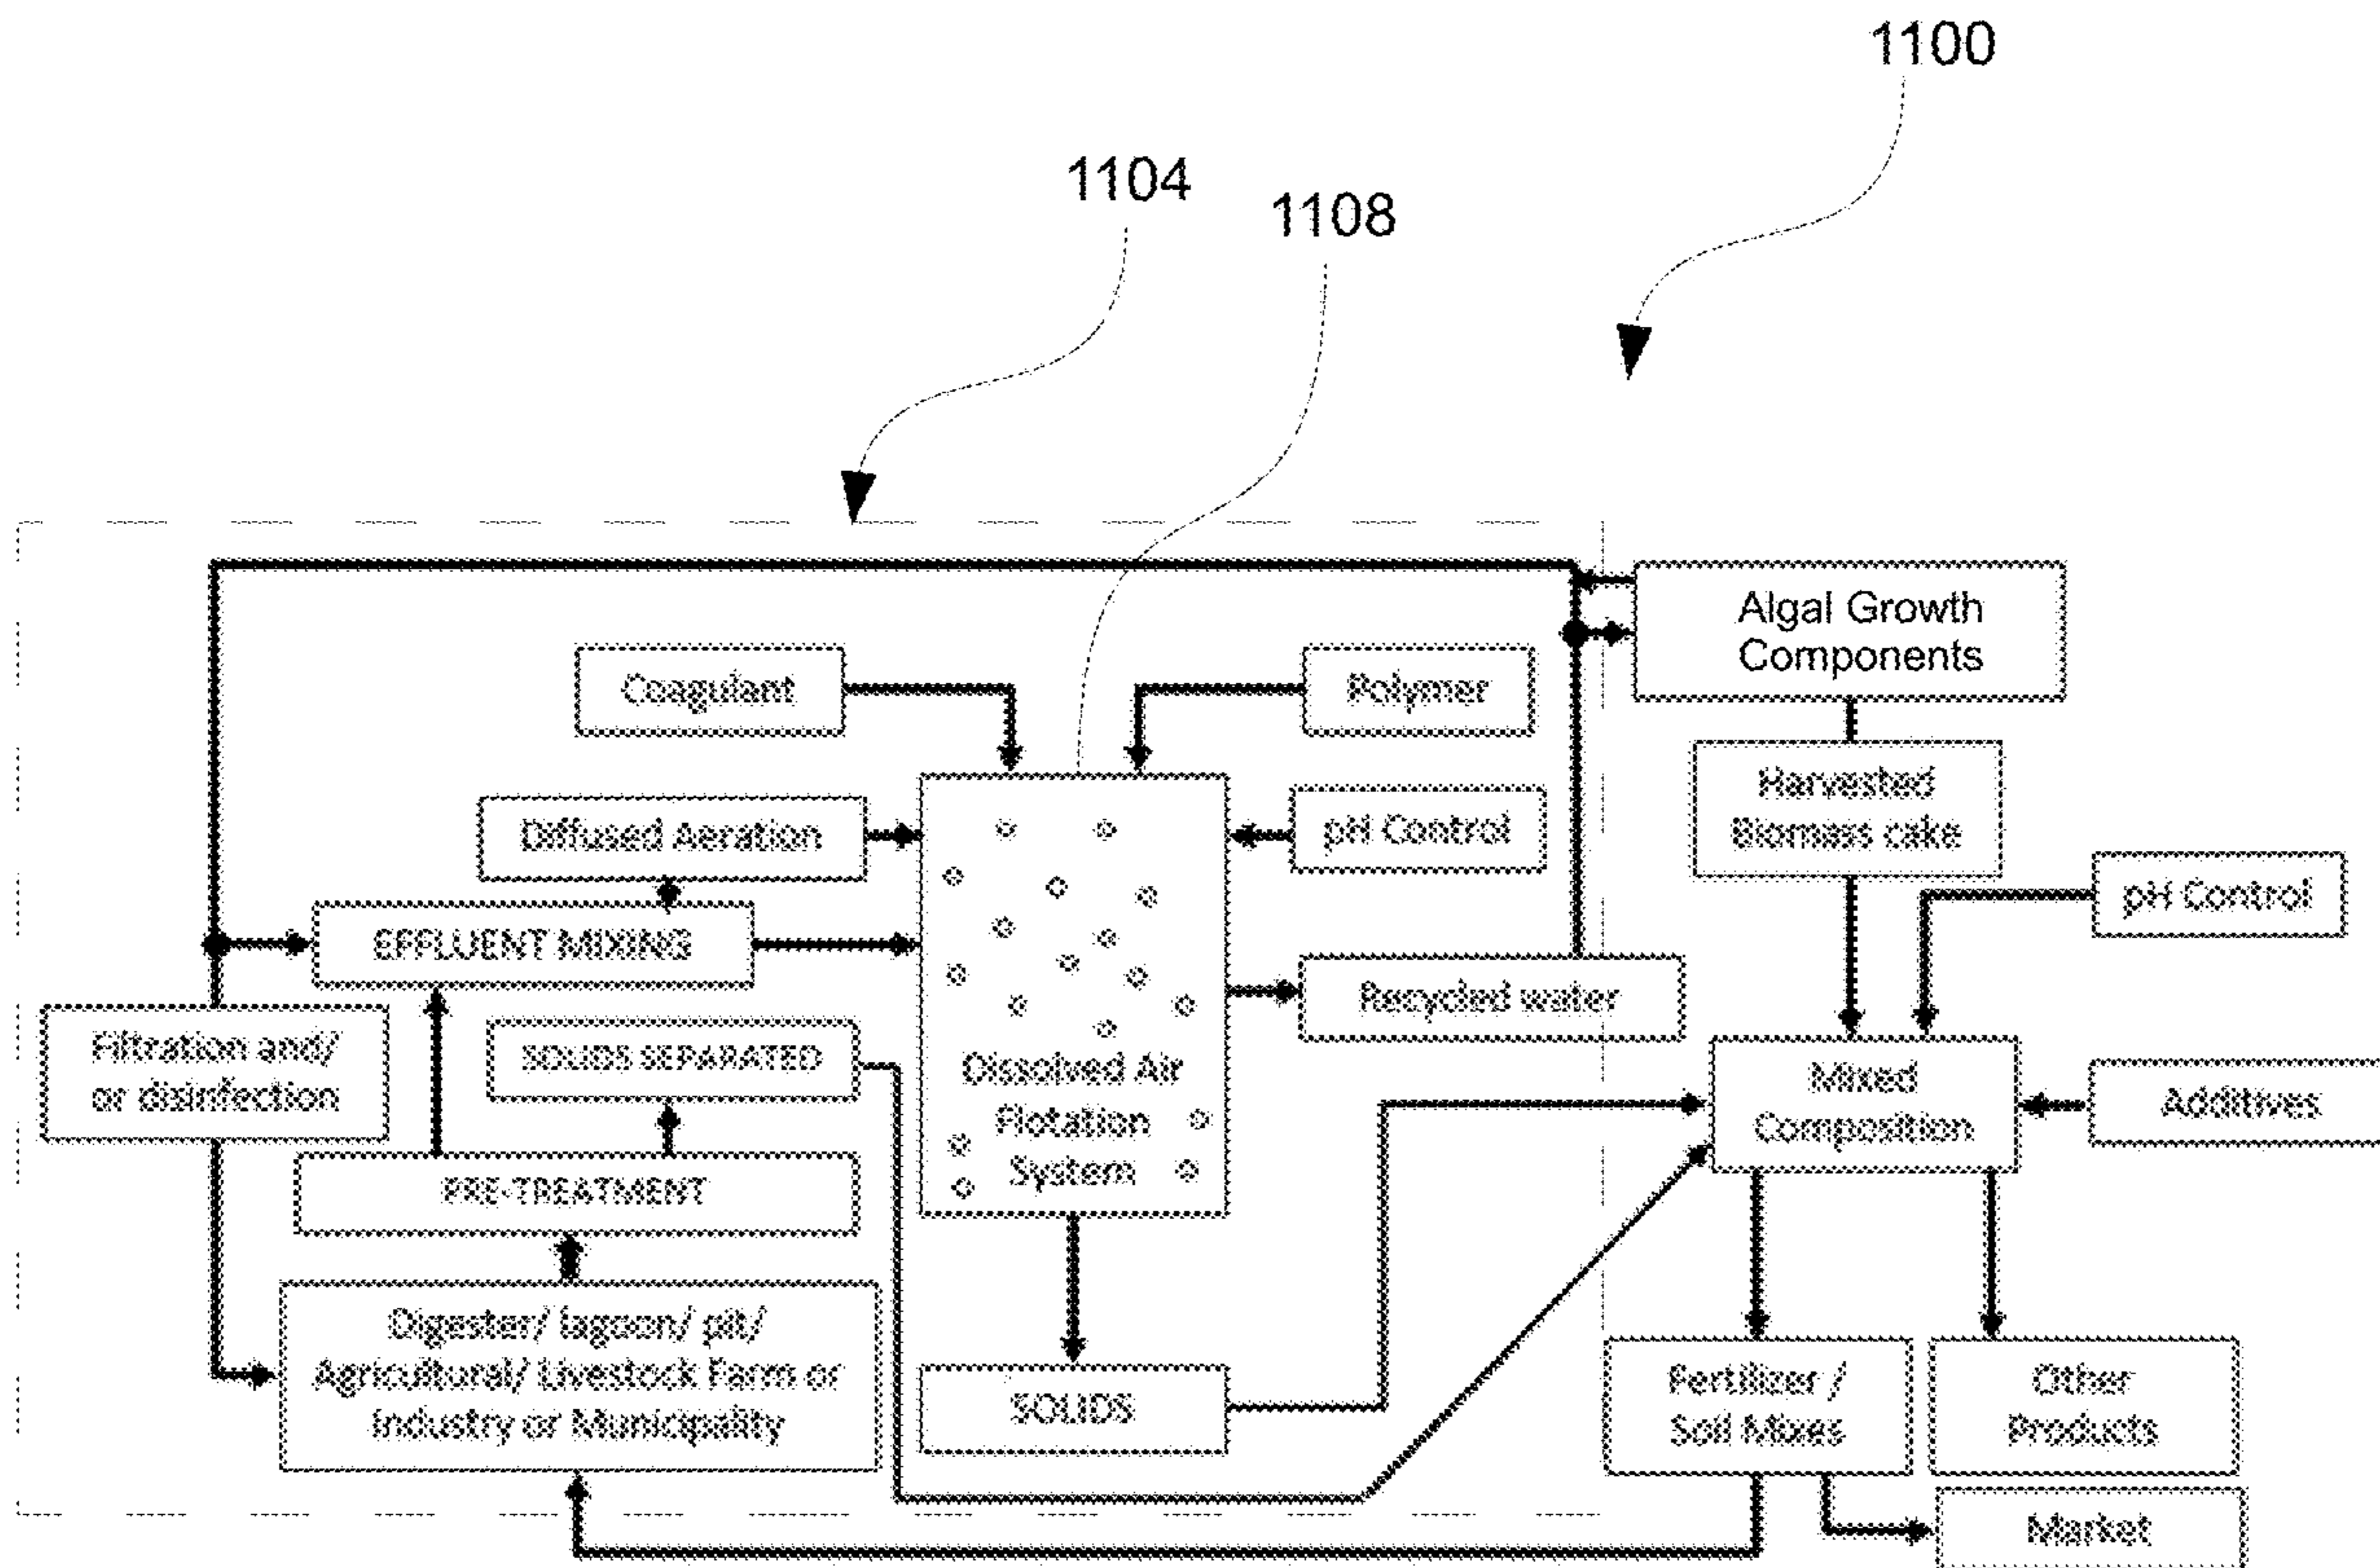 1100
1104
1108
Algal Growth
Components
Coagulant
Polymer
Harvested
Biomass cake
Diffused Aeration
pH Control
pH Control
EFFLUENT MIXING
Recycled water
Filtration and/
or disinfection
SOLIDS SEPARATED
Dissolved Air
Flotation
System
Mixed
Composition
Additives
PRE-TREATMENT
Digester/ lagoon/ pit/
Agricultural/ Livestock Farm or
Industry or Municipality
SOLIDS
Fertilizer /
Soil Mixes
Other
Products
Market